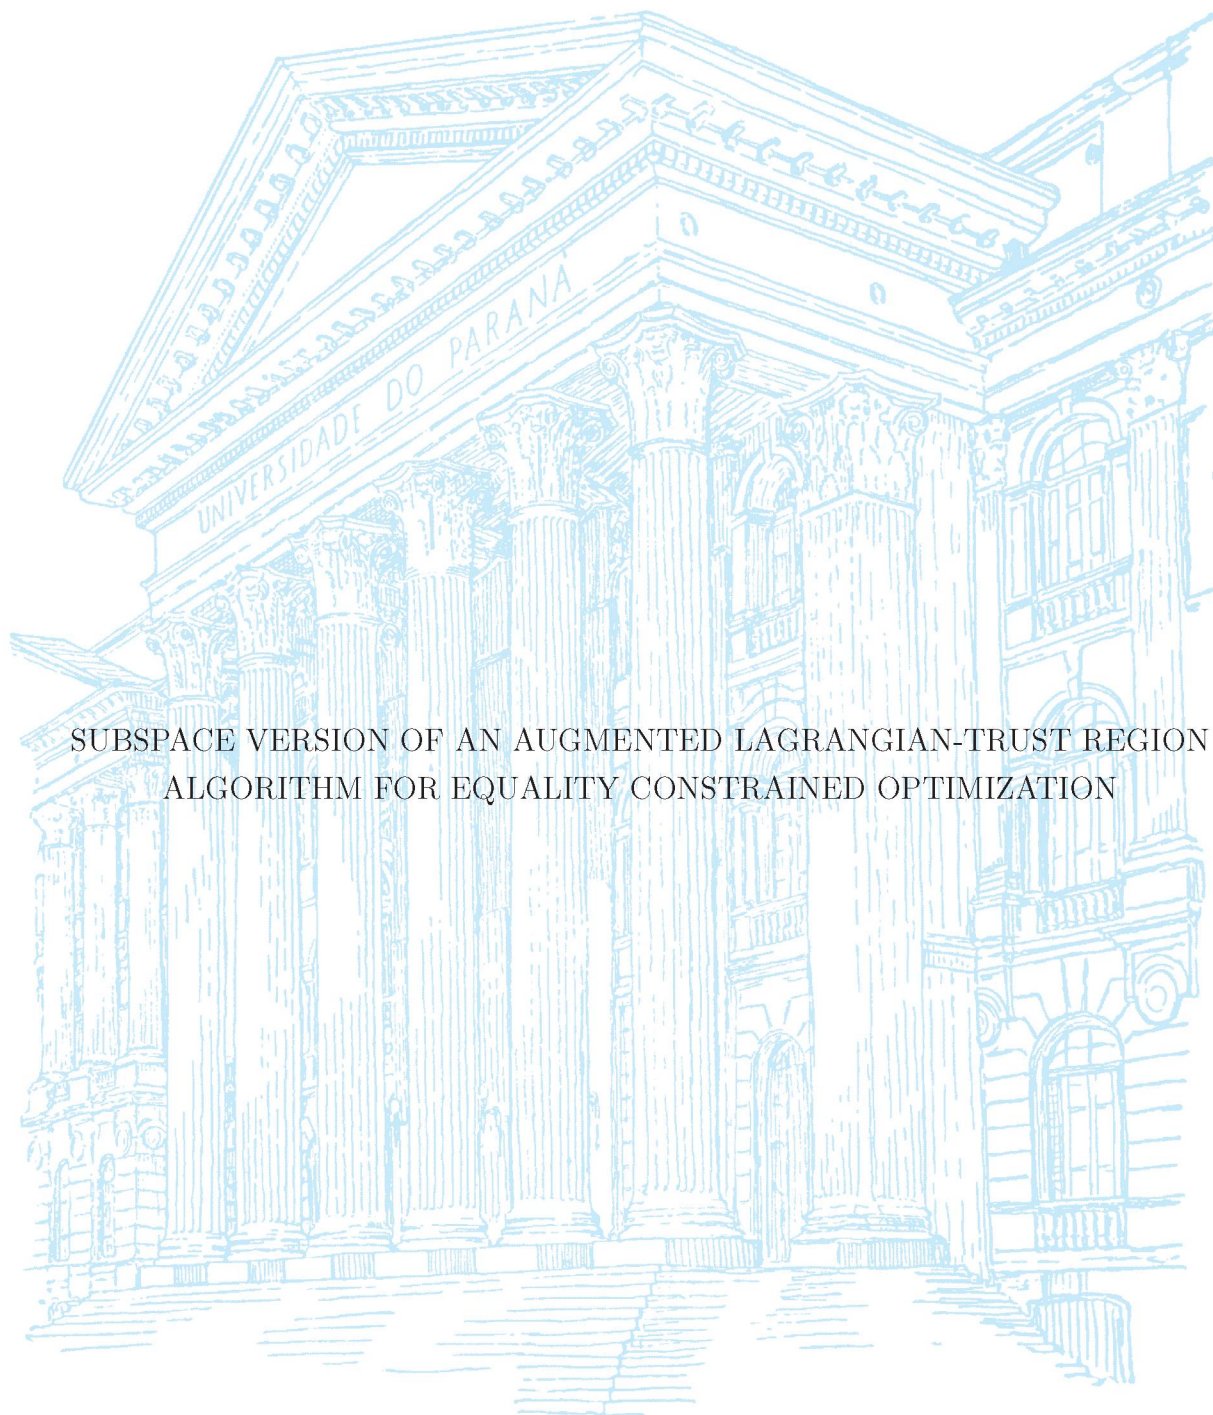 UNIVERSIDADE DO PARANÁ
SUBSPACE VERSION OF AN AUGMENTED LAGRANGIAN-TRUST REGION
ALGORITHM FOR EQUALITY CONSTRAINED OPTIMIZATION